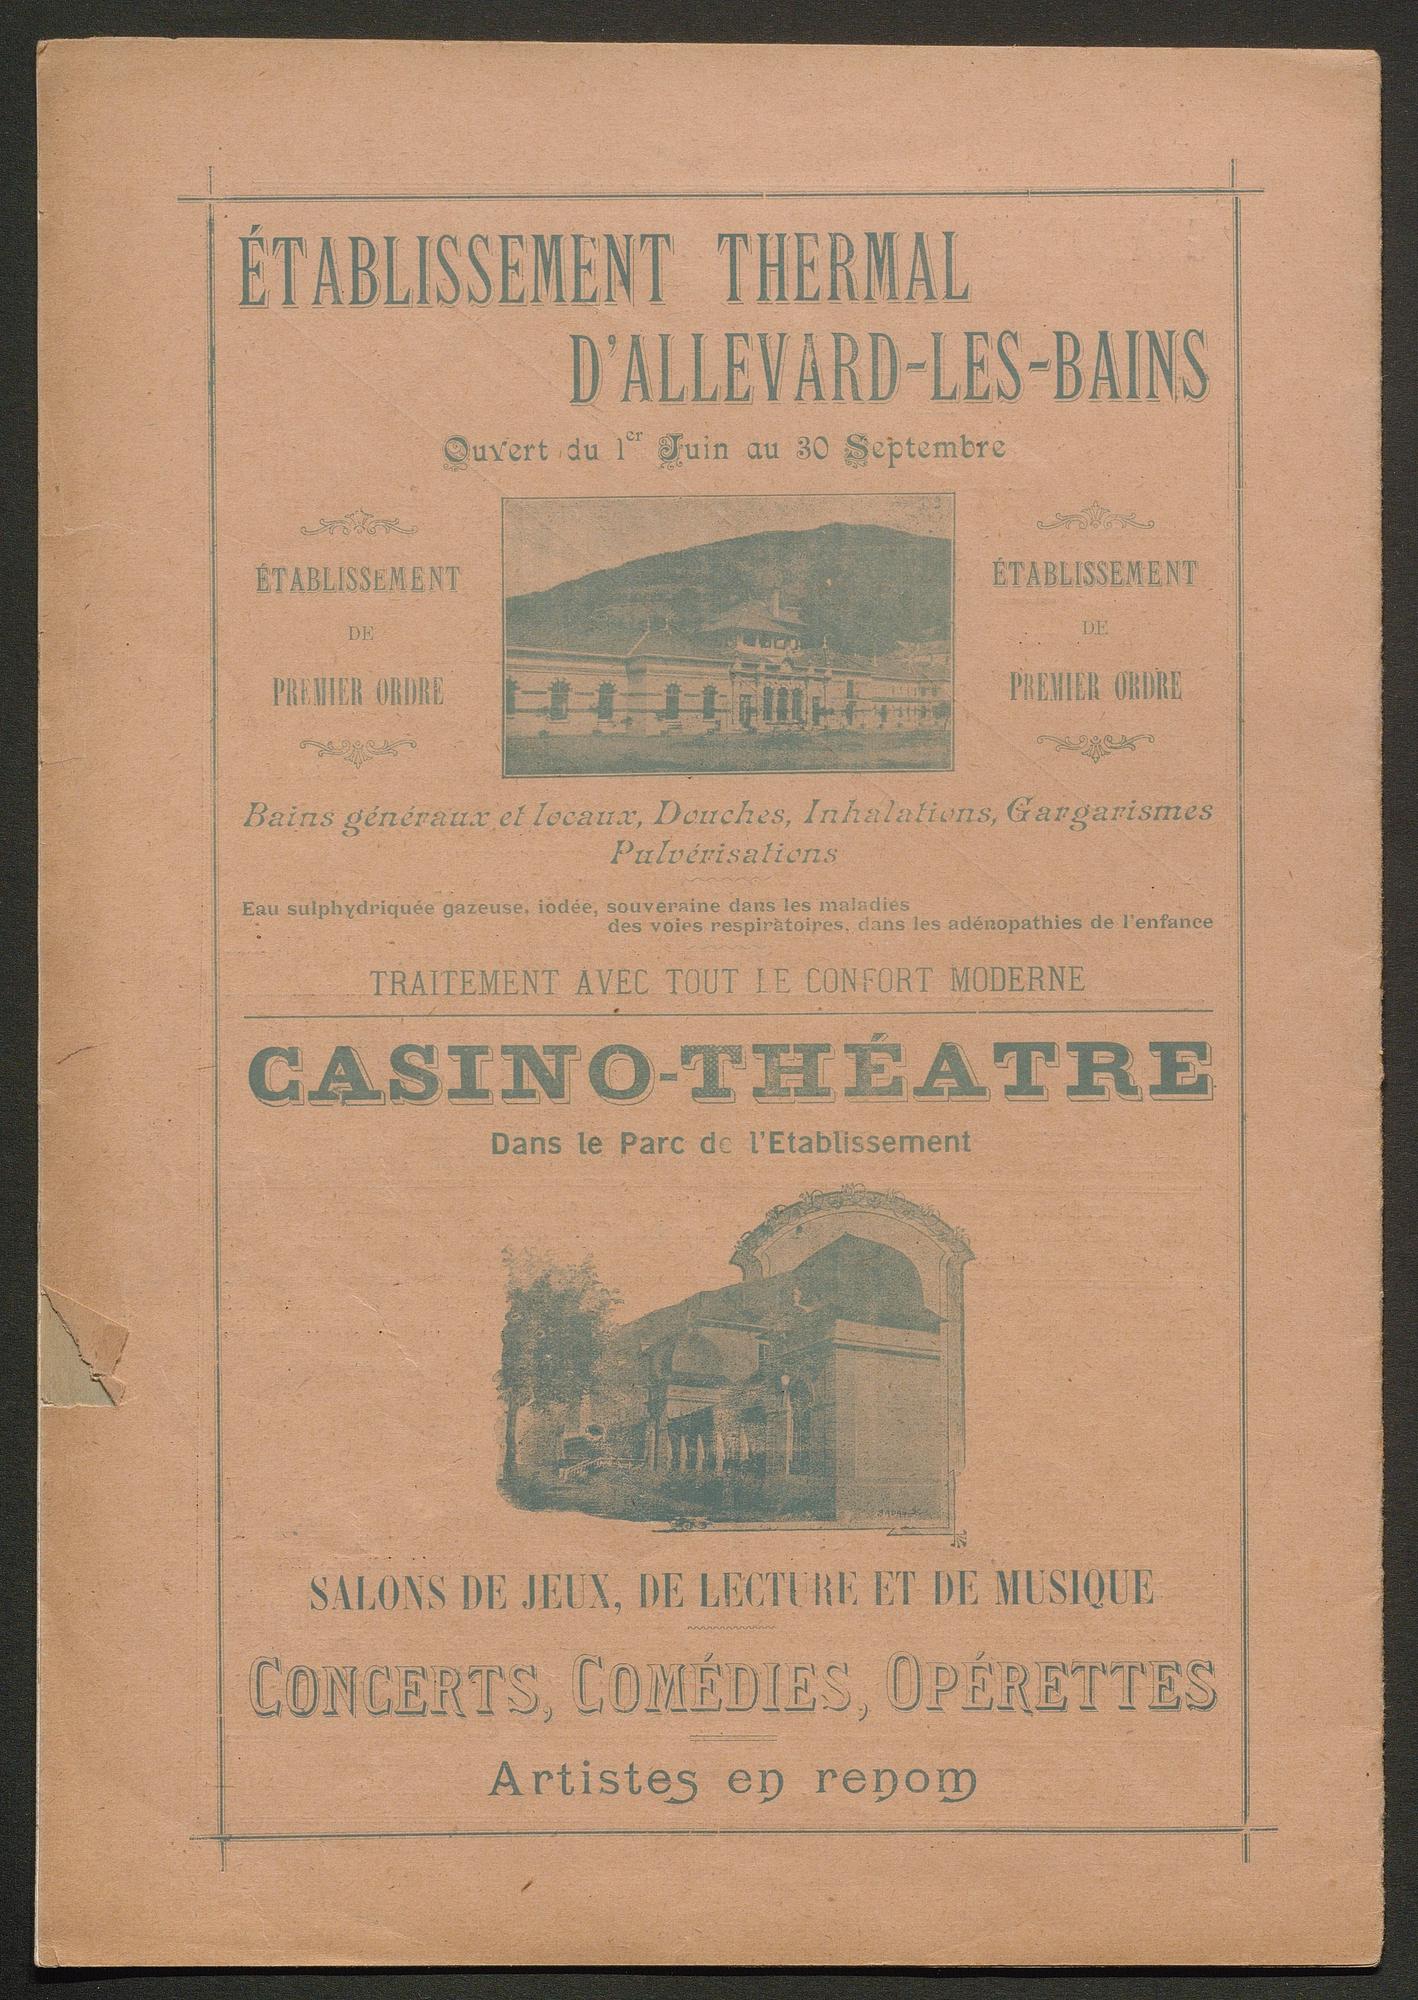 ÉTABLISSEMENT THERMAL
D'ALLEVARD-LES-BAINS
Ouvert du 1er Juin au 30 Septembre
ÉTABLISSEMENT
DE
PREMIER ORDRE
ÉTABLISSEMENT
DE
PREMIER ORDRE
Bains généraux et locaux, Douches, Inhalations, Gargarismes
Pulvérisations
Eau sulphydriquée gazeuse, iodée, souveraine dans les maladies
des voies respiratoires, dans les adénopathies de l'enfance
TRAITEMENT AVEC TOUT LE CONFORT MODERNE
CASINO-THÉATRE
Dans le Parc de l'Etablissement
SALONS DE JEUX, DE LECTURE ET DE MUSIQUE
CONCERTS, COMÉDIES, OPÉRETTES
Artistes en renom